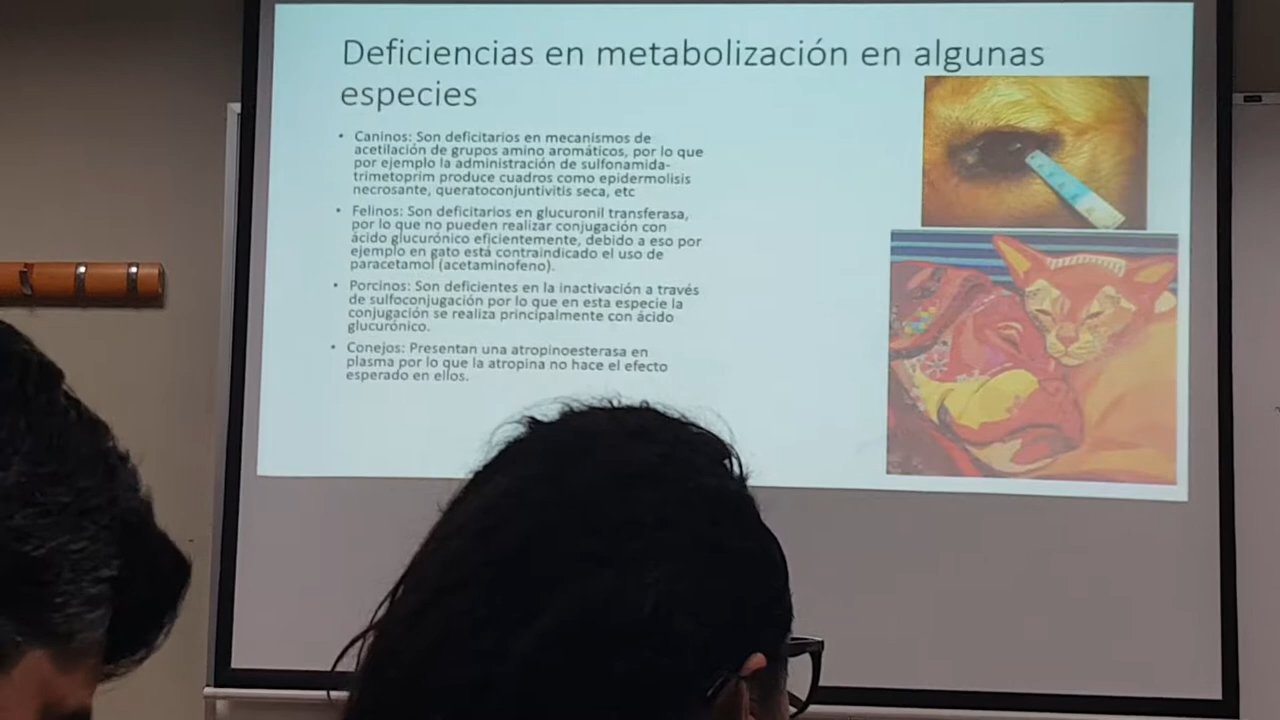 Deficiencias en metabolización en algunas
especies
• Caninos: Son deficitarios en mecanismos de
acetilación de grupos amino aromáticos, por lo que
por ejemplo la administración de sulfonamida-
trimetoprim produce cuadros como epidermolisis
necrosante, queratoconjuntivitis seca, etc
• Felinos: Son deficitarios en glucuronil transferasa,
por lo que no pueden realizar conjugación con
ácido glucurónico eficientemente, debido a eso por
ejemplo en gato está contraindicado el uso de
paracetamol (acetaminofeno).
• Porcinos: Son deficientes en la inactivación a través
de sulfoconjugación por lo que en esta especie la
conjugación se realiza principalmente con ácido
glucurónico.
• Conejos: Presentan una atropinoesterasa en
plasma por lo que la atropina no hace el efecto
esperado en ellos.